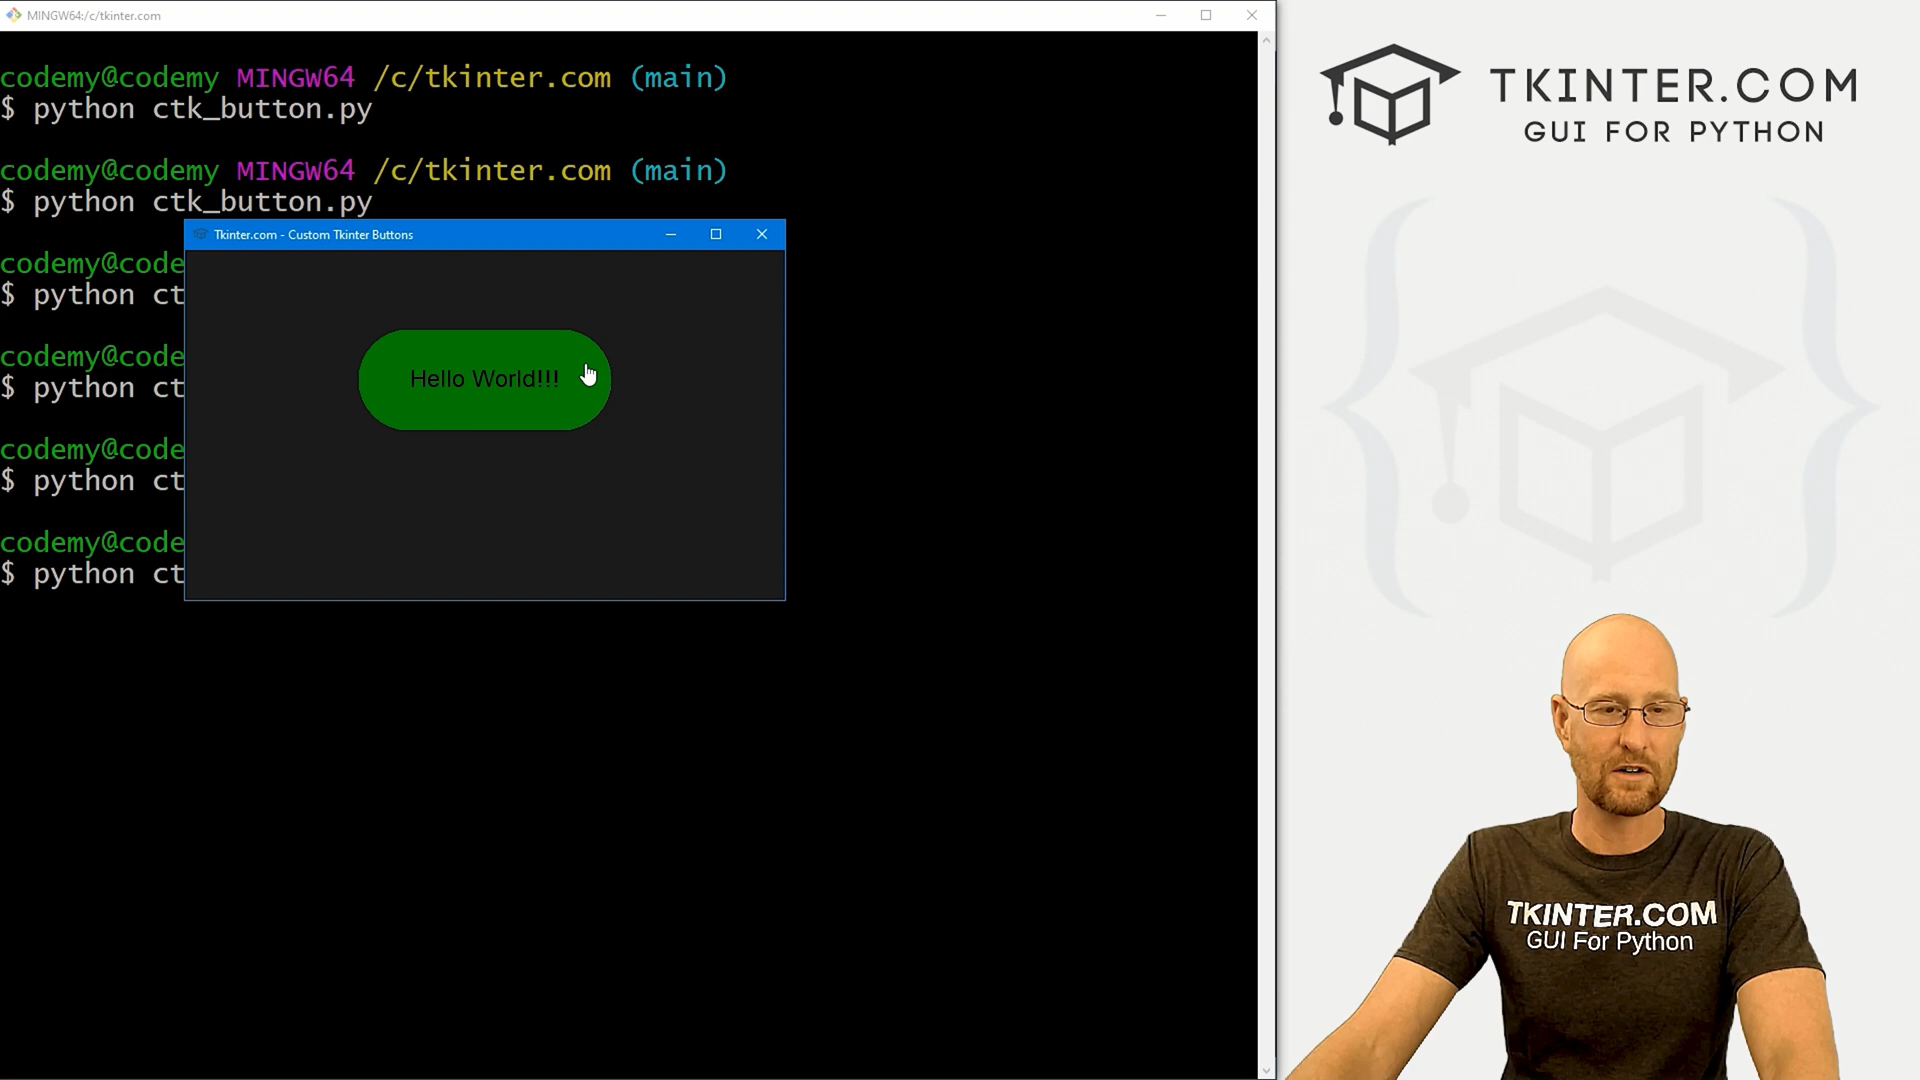 MINGW64:/c/tkinter.com
codemy@codemy MINGW64 /c/tkinter.com (main)
$ python ctk_button.py
codemy@codemy MINGW64 /c/tkinter.com (main)
$ python ctk_button.py
Tkinter.com - Custom Tkinter Buttons
Hello World!!!
codemy@code
$ python ct
codemy@code
$ python ct
codemy@code
$ python ct
codemy@code
$ python ct
TKINTER.COM
GUI FOR PYTHON
TKINTER.COM
GUI For Python